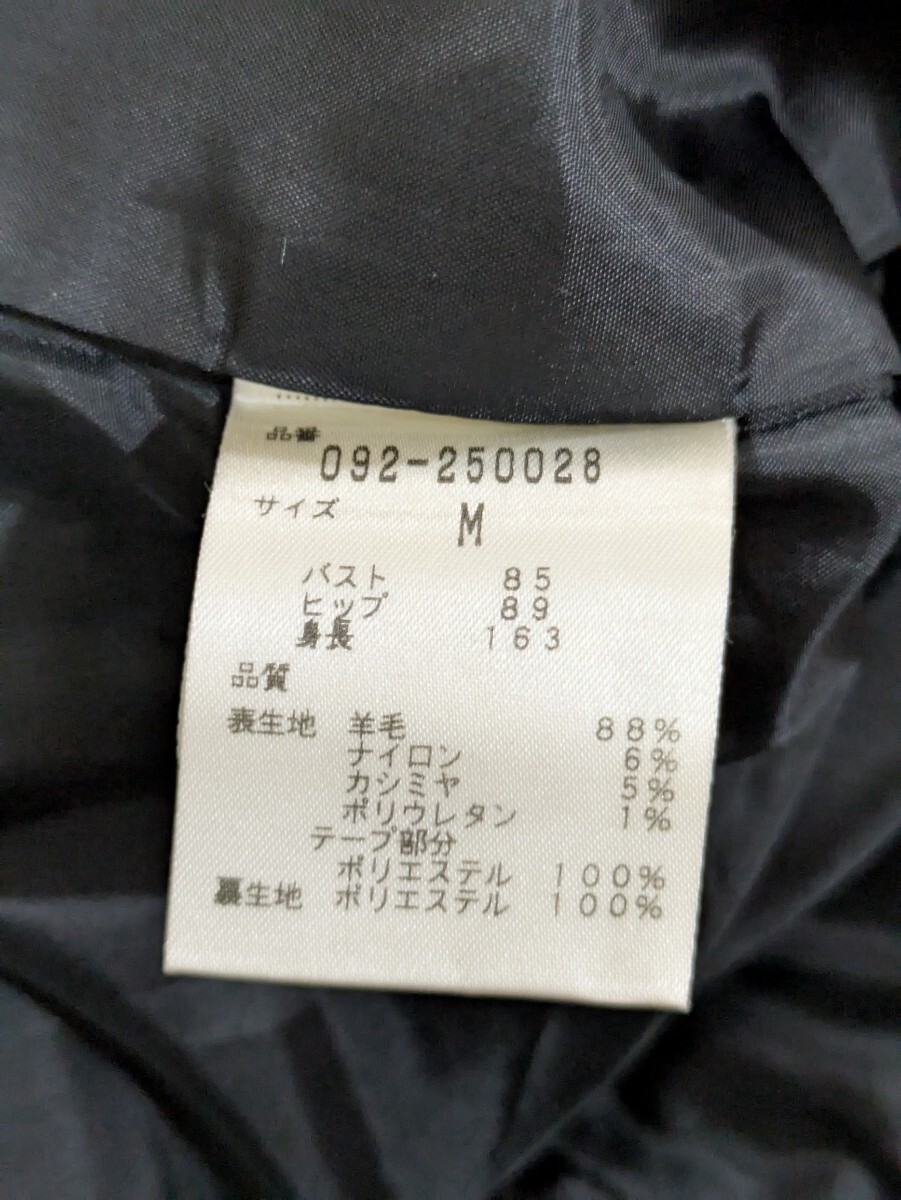 品番
092-250028
サイズ
M
バスト 85
ヒップ 89
身長 163
品質
表生地 羊毛 88%
ナイロン 6%
カシミヤ 5%
ポリウレタン 1%
テープ部分
ポリエステル 100%
裏生地 ポリエステル 100%